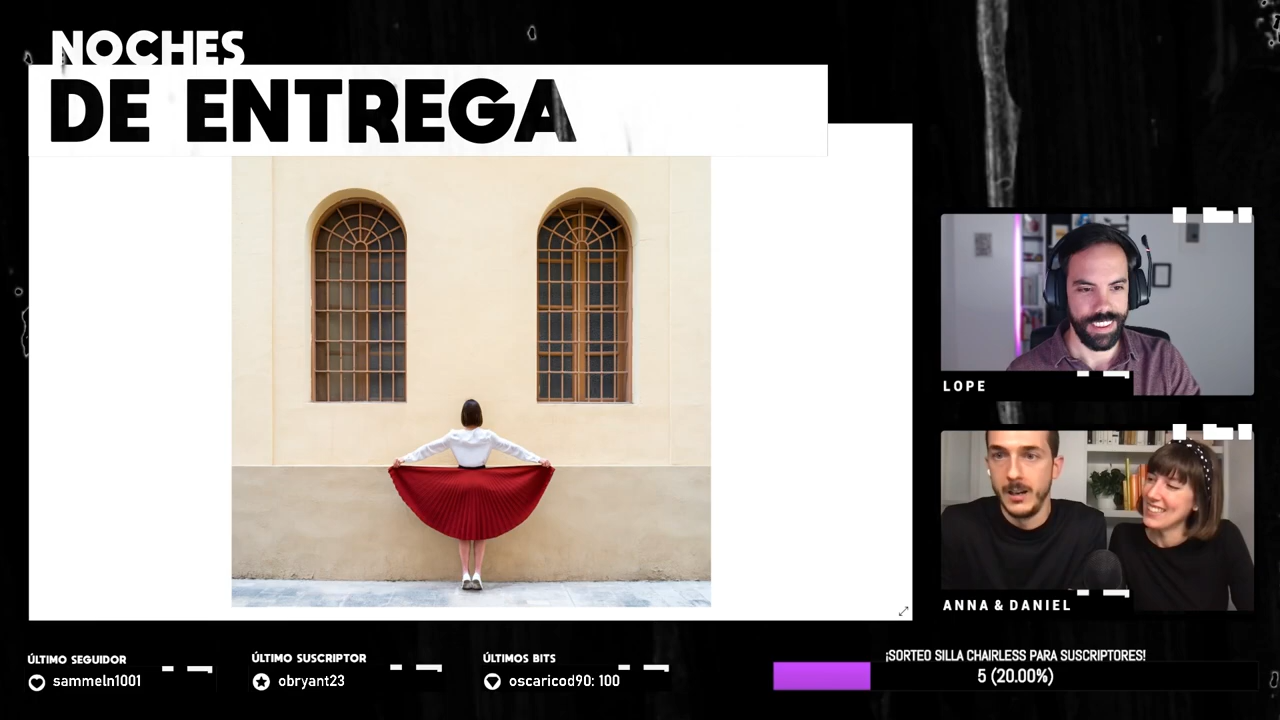 NOCHES
DE ENTREGA
LOPE
ANNA & DANIEL
ÚLTIMO SEGUIDOR
sammeln1001
ÚLTIMO SUSCRIPTOR
obryant23
ÚLTIMOS BITS
oscaricod90: 100
¡SORTEO SILLA CHAIRLESS PARA SUSCRIPTORES!
5 (20.00%)